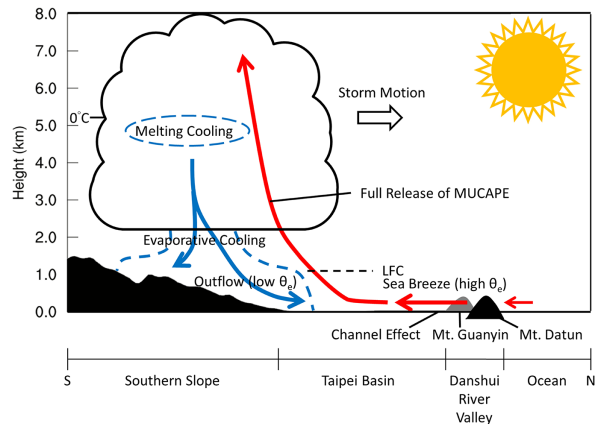 8.0
7.0
6.0
5.0
4.0
3.0
2.0
1.0
0.0
Height (km)
0°C
Melting Cooling
Storm Motion
Full Release of MUCAPE
Evaporative Cooling
LFC
Outflow (low θe)
Sea Breeze (high θe)
Channel Effect
Mt. Guanyin
Mt. Datun
S
Southern Slope
Taipei Basin
Danshui
River
Valley
Ocean
N